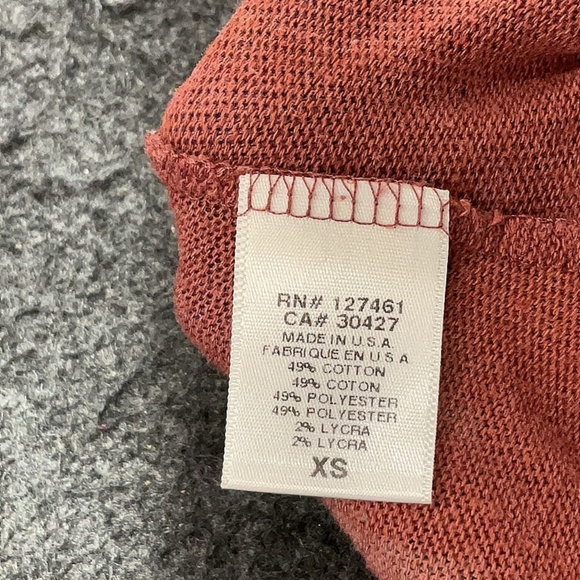 RN# 127461
CA# 30427
MADE IN U.S.A.
FABRIQUE EN U S A
49% COTTON
49% COTON
49% POLYESTER
49% POLYESTER
2% LYCRA
2% LYCRA
XS